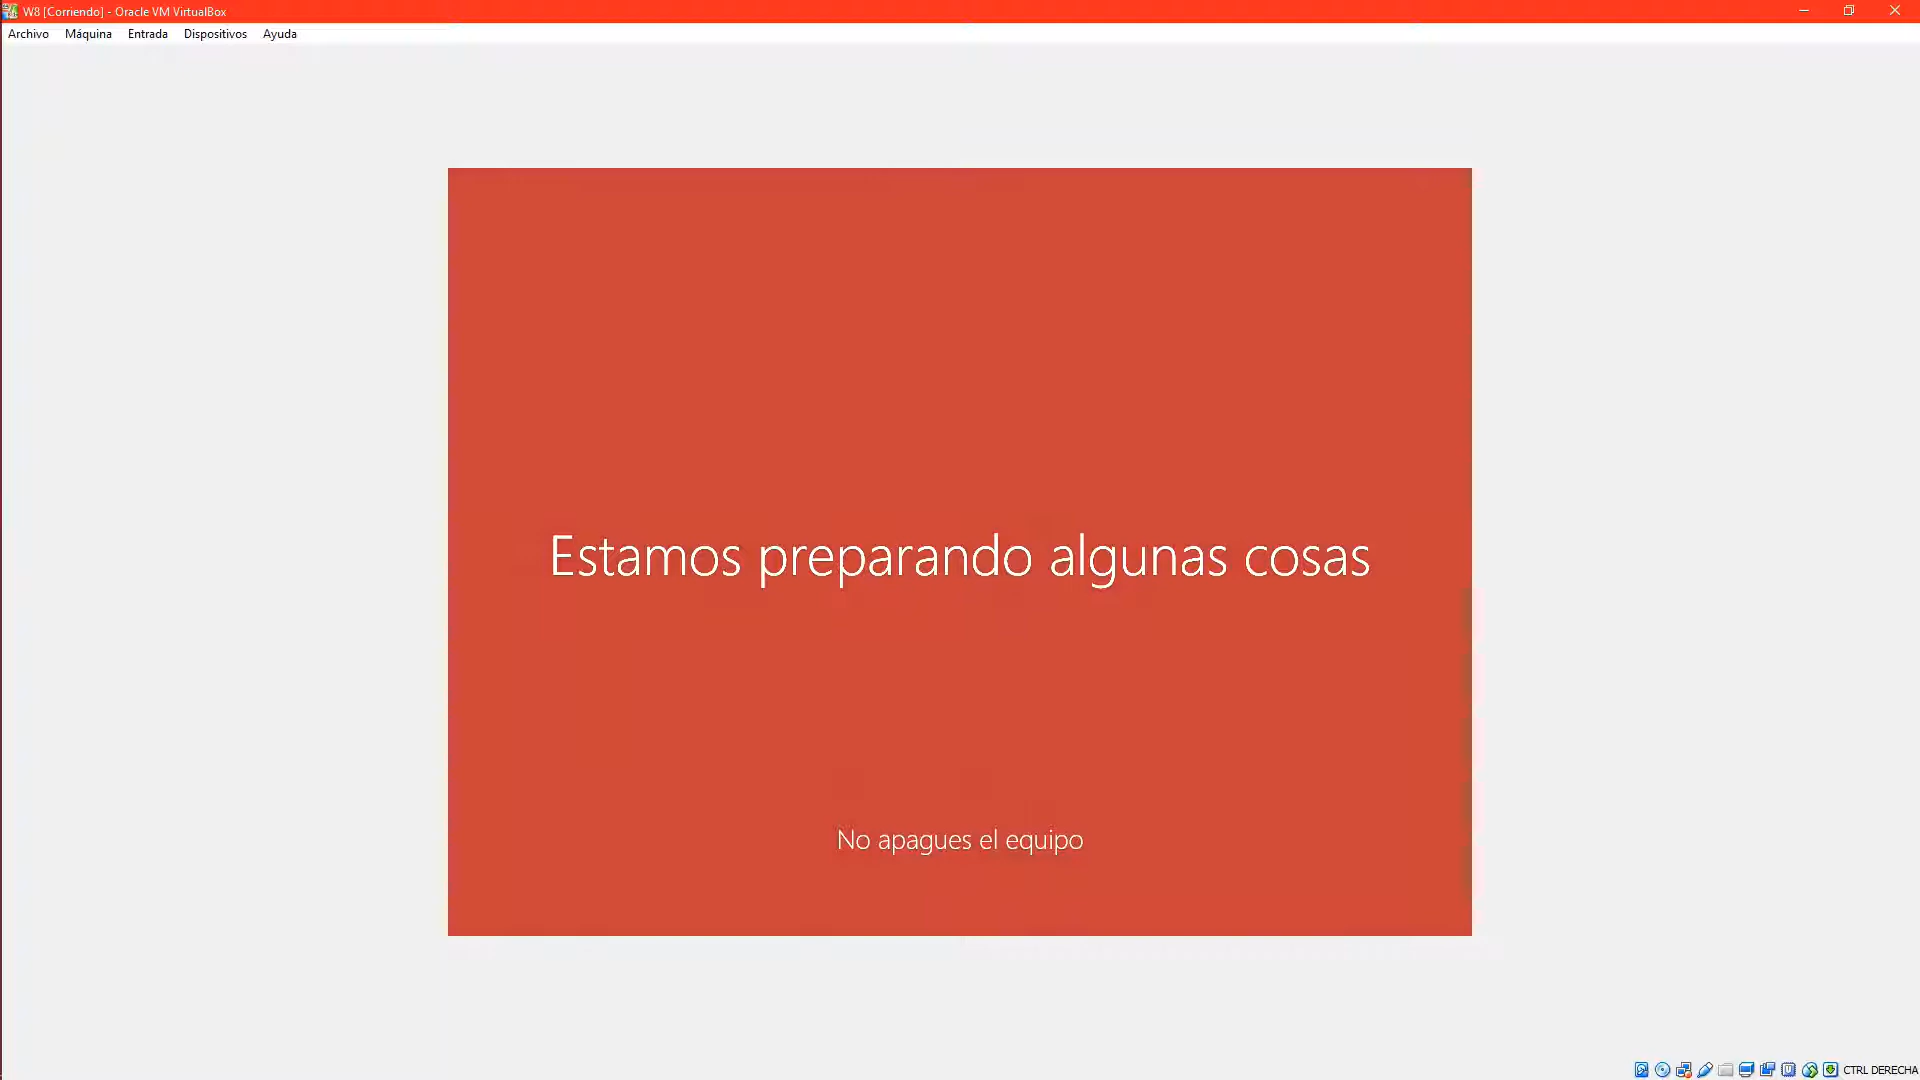 W8 [Corriendo] - Oracle VM VirtualBox
Archivo Máquina Entrada Dispositivos Ayuda
Estamos preparando algunas cosas
No apagues el equipo
CTRL DERECHA